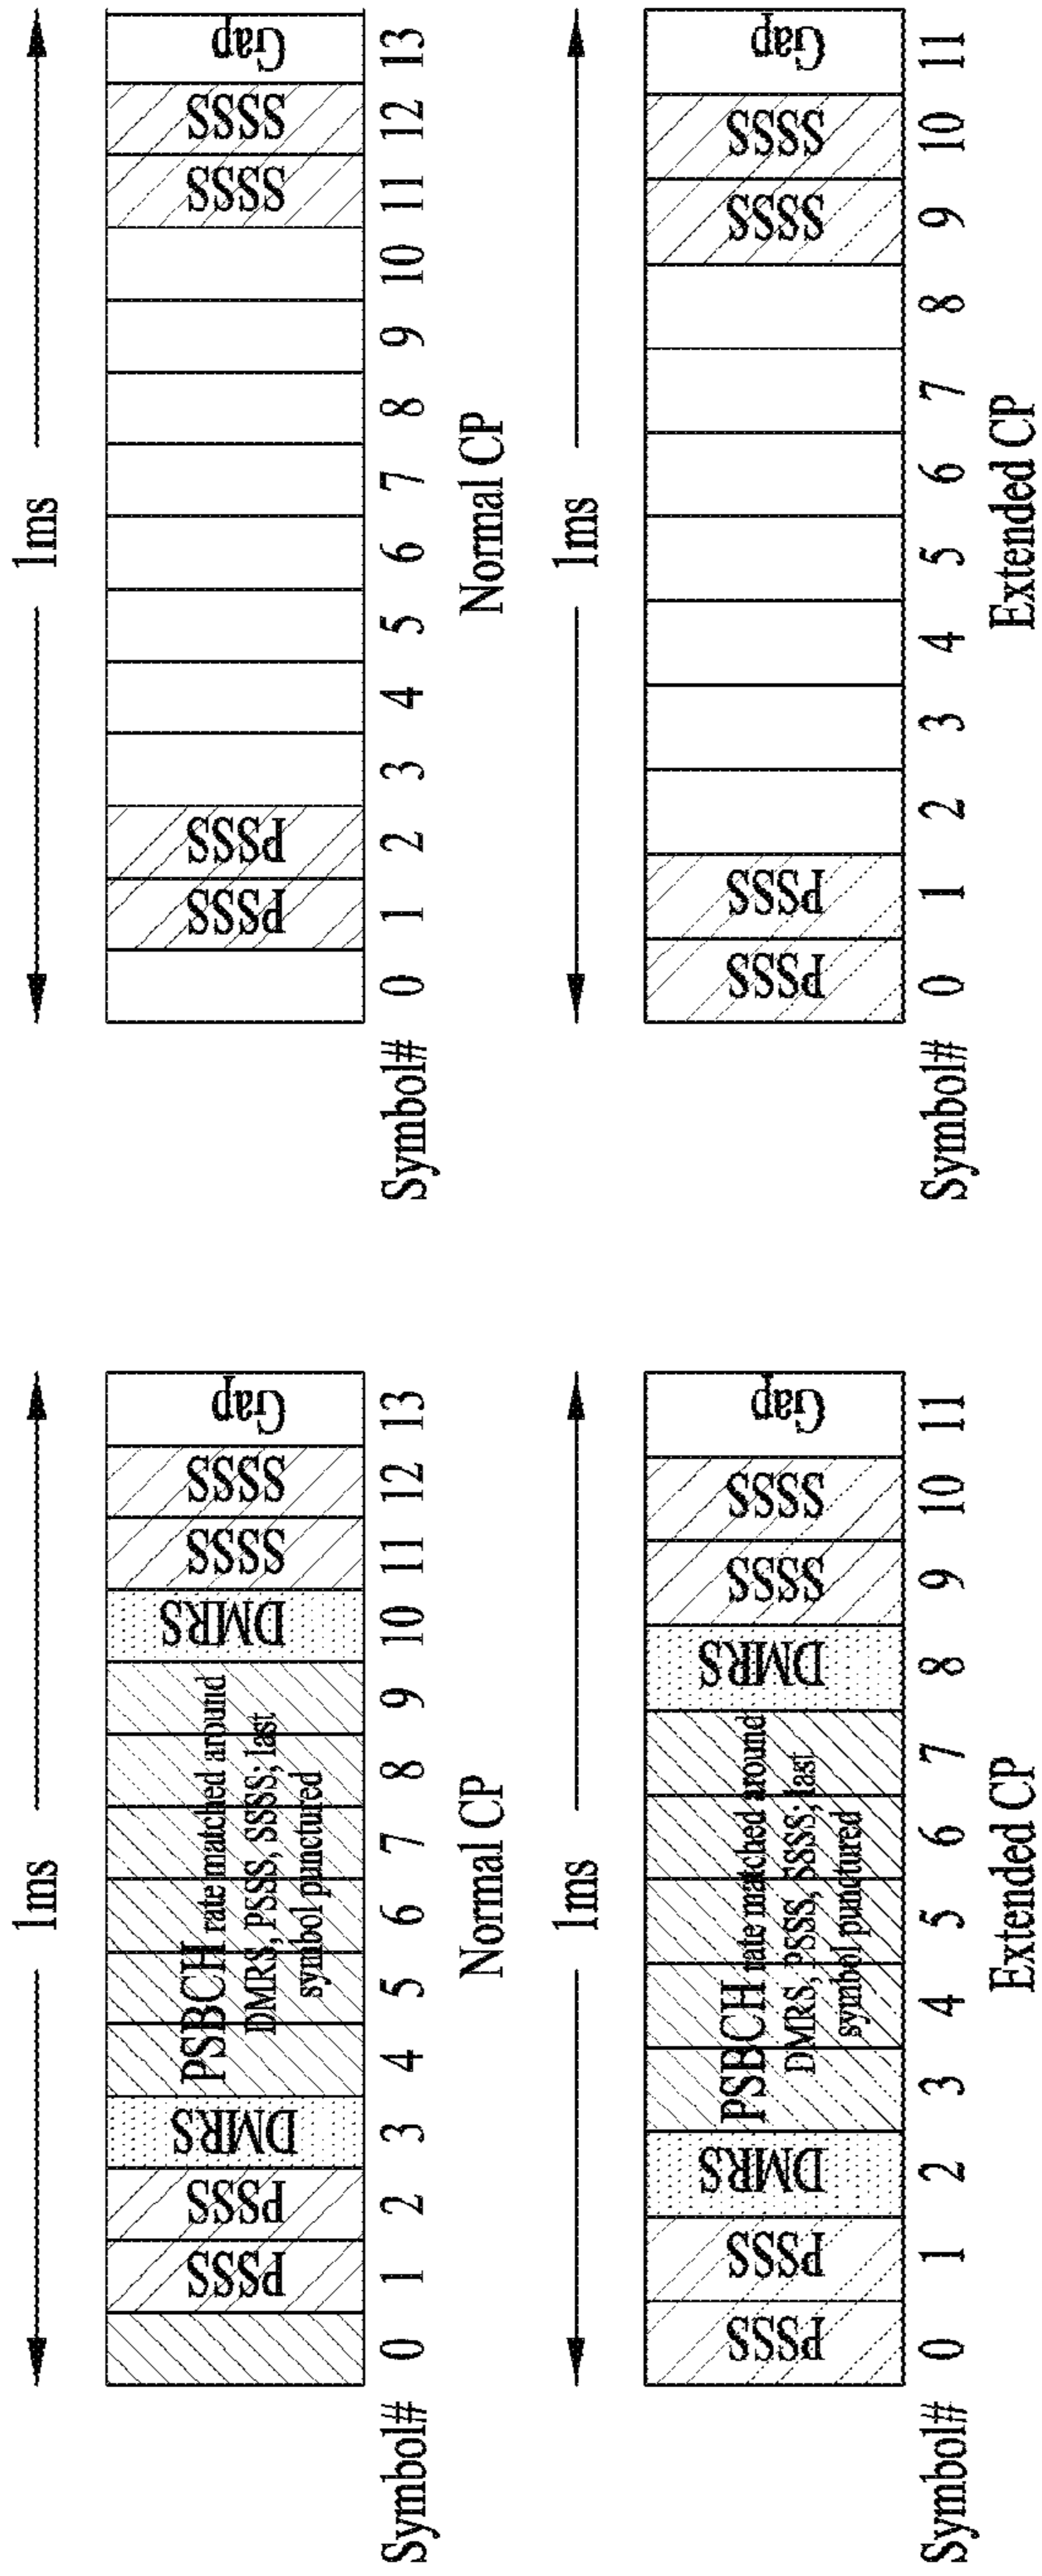 1ms
PSSS PSSS DMRS PSBCH rate matched around DMRS SSSS SSSS Gap
DMRS, PSSS, SSSS; last
symbol punctured
Symbol# 0 1 2 3 4 5 6 7 8 9 10 11 12 13
Normal CP
1ms
PSSS PSSS DMRS PSBCH rate matched around DMRS SSSS SSSS Gap
DMRS, PSSS, SSSS; last
symbol punctured
Symbol# 0 1 2 3 4 5 6 7 8 9 10 11
Extended CP
1ms
PSSS PSSS SSSS SSSS Gap
Symbol# 0 1 2 3 4 5 6 7 8 9 10 11 12 13
Normal CP
1ms
PSSS PSSS SSSS SSSS Gap
Symbol# 0 1 2 3 4 5 6 7 8 9 10 11
Extended CP